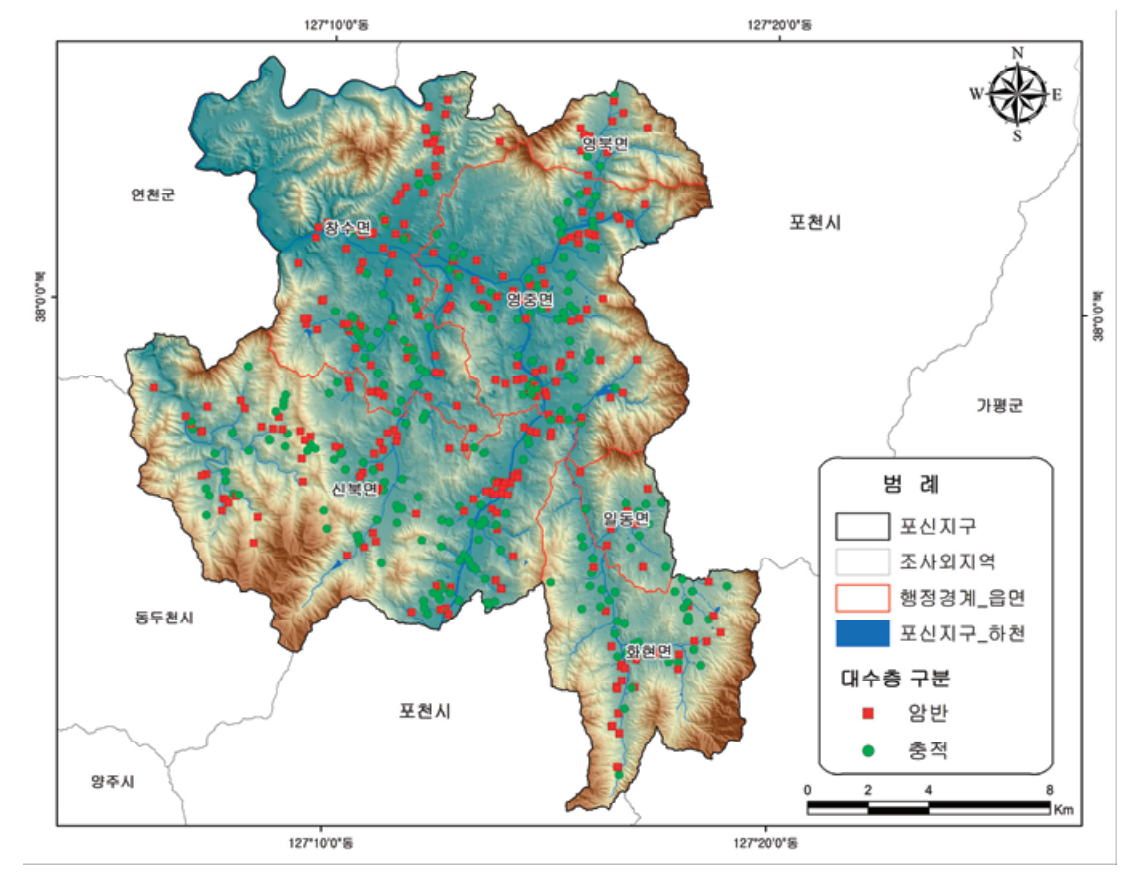 127°10'0"동
127°20'0"동
N
W
E
S
영북면
연천군
창수면
포천시
38°0'0"북
영중면
38°0'0"북
가평군
범 례
신북면
일동면
포신지구
조사외지역
행정경계_읍면
동두천시
포신지구_하천
화현면
대수층 구분
포천시
암반
충적
양주시
0
2
4
8
Km
127°10'0"동
127°20'0"동